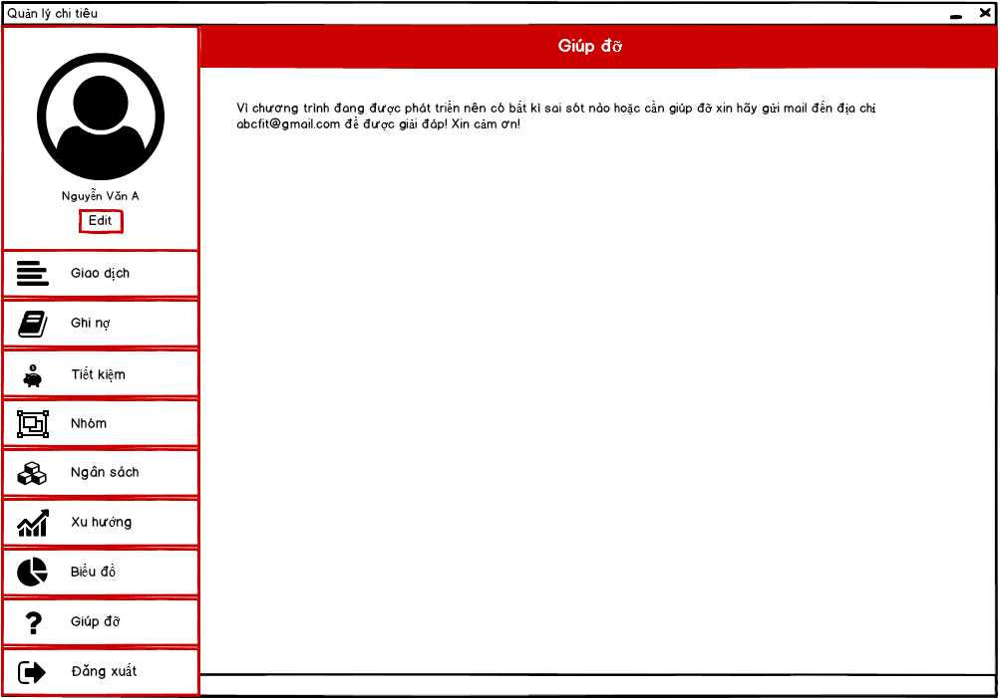 Quản lý chi tiêu
Giúp đỡ
Nguyễn Văn A
Edit
Giao dịch
Ghi nợ
Tiết kiệm
Nhóm
Ngân sách
Xu hướng
Biểu đồ
Giúp đỡ
Đăng xuất
Vì chương trình đang được phát triển nên có bất kì sai sót nào hoặc cần giúp đỡ xin hãy gửi mail đến địa chỉ
abcfit@gmail.com để được giải đáp! Xin cảm ơn!